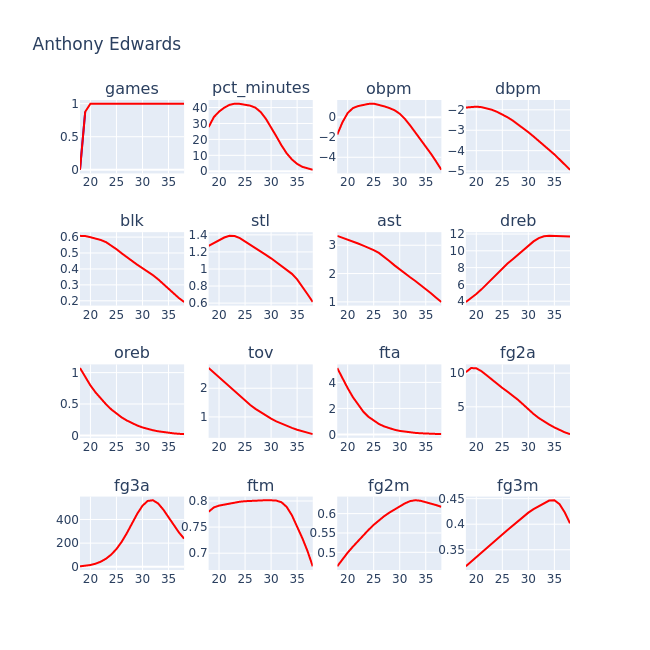 Anthony Edwards
games pct_minutes obpm dbpm
1 0.5 0 40 30 20 10 0 0 −2 −4 −2 −3 −4 −5
20 25 30 35 20 25 30 35 20 25 30 35 20 25 30 35
blk stl ast dreb
0.6 0.5 0.4 0.3 0.2 1.4 1.2 1 0.8 0.6 3 2 1 12 10 8 6 4
20 25 30 35 20 25 30 35 20 25 30 35 20 25 30 35
oreb tov fta fg2a
1 0.5 0 2 1 4 2 0 10 5
20 25 30 35 20 25 30 35 20 25 30 35 20 25 30 35
fg3a ftm fg2m fg3m
400 200 0 0.8 0.75 0.7 0.6 0.55 0.5 0.45 0.4 0.35
20 25 30 35 20 25 30 35 20 25 30 35 20 25 30 35